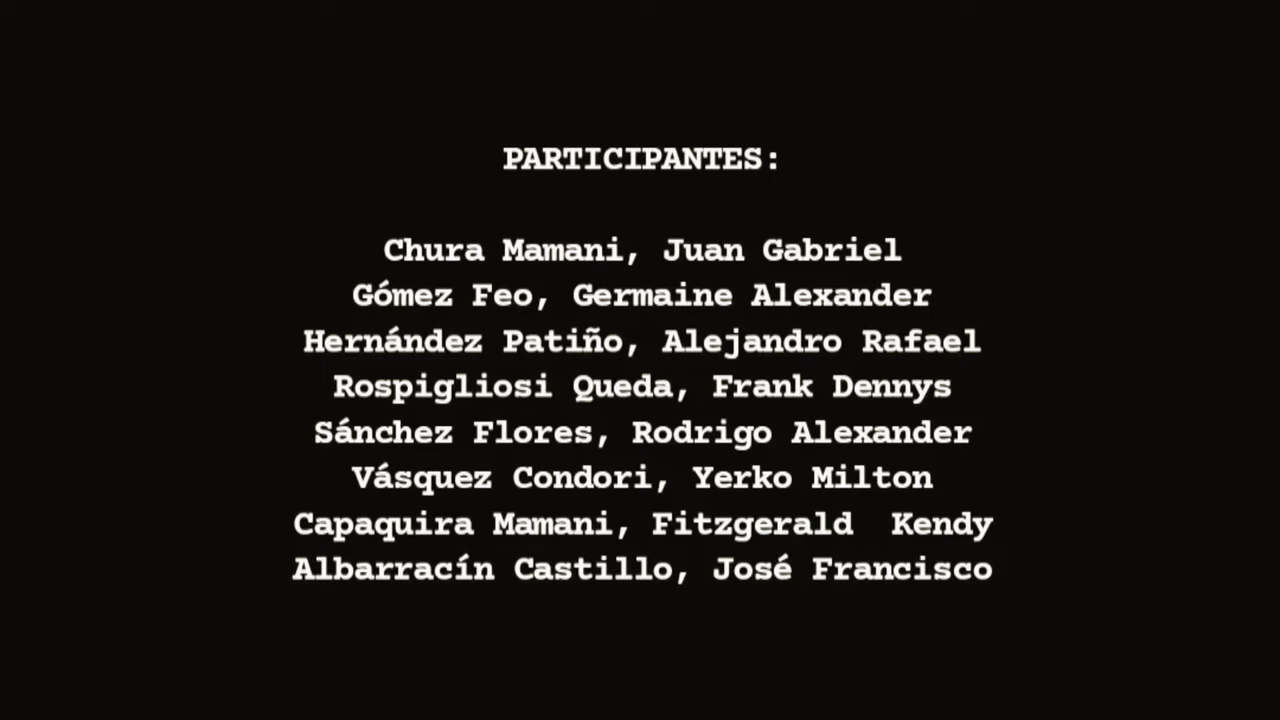 PARTICIPANTES:
Chura Mamani, Juan Gabriel
Gómez Feo, Germaine Alexander
Hernández Patiño, Alejandro Rafael
Rospigliosi Queda, Frank Dennys
Sánchez Flores, Rodrigo Alexander
Vásquez Condori, Yerko Milton
Capaquira Mamani, Fitzgerald  Kendy
Albarracín Castillo, José Francisco